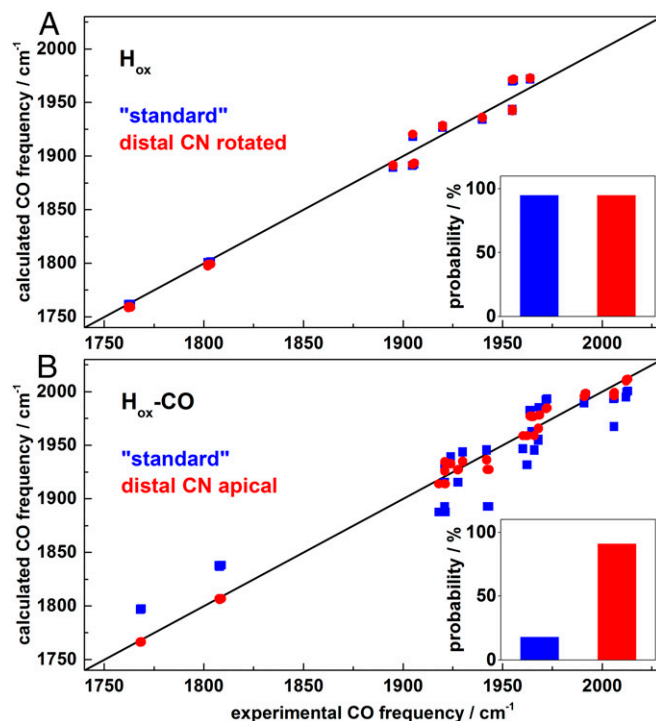 A
2000
1950
1900
1850
1800
1750
calculated CO frequency / cm⁻¹
Hox
"standard"
distal CN rotated
probability / %
100
50
0
1750 1800 1850 1900 1950 2000
B
2000
1950
1900
1850
1800
1750
calculated CO frequency / cm⁻¹
Hox-CO
"standard"
distal CN apical
probability / %
100
50
0
1750 1800 1850 1900 1950 2000
experimental CO frequency / cm⁻¹